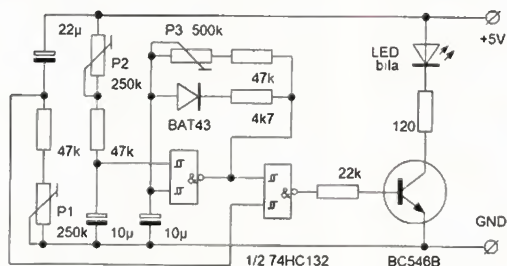 22µ
P2
250k
P3 500k
47k
BAT43
4k7
LED
bila
+5V
120
47k
47k
&
&
22k
P1
250k
10µ
10µ
GND
1/2 74HC132
BC546B